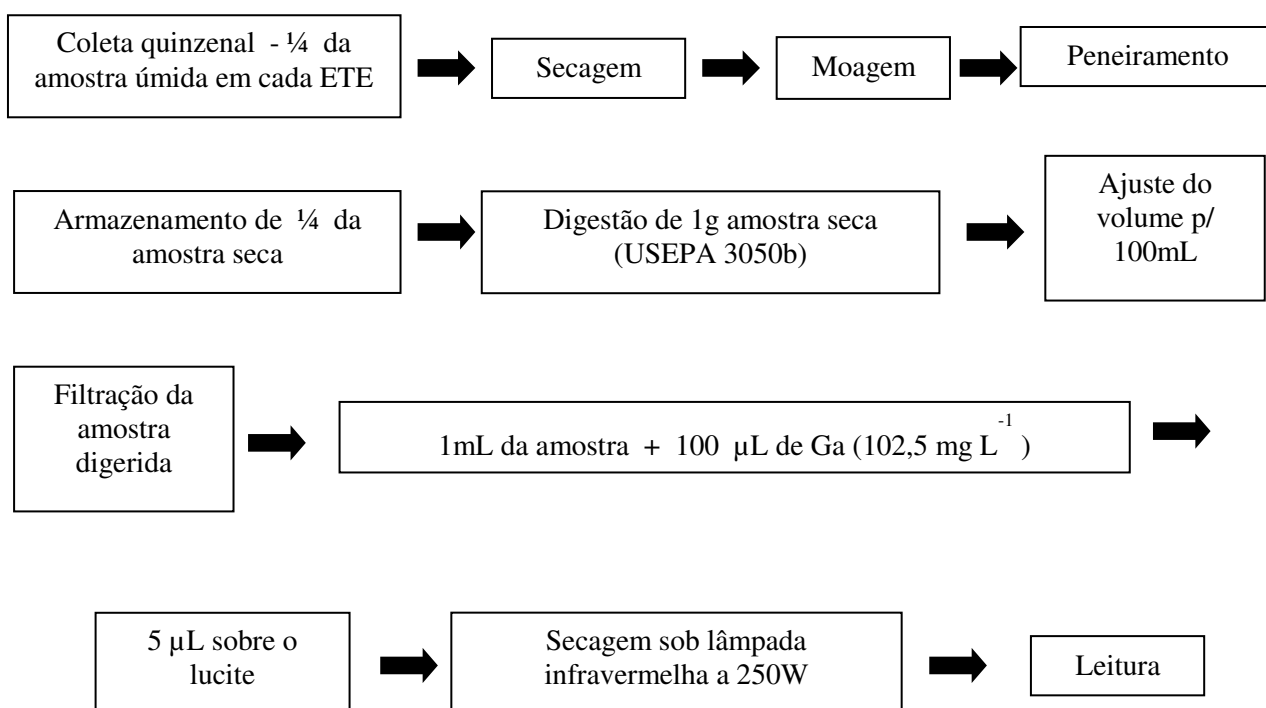 Coleta quinzenal - ¼ da
amostra úmida em cada ETE
Secagem
Moagem
Peneiramento
Armazenamento de ¼ da
amostra seca
Digestão de 1g amostra seca
(USEPA 3050b)
Ajuste do
volume p/
100mL
Filtração da
amostra
digerida
1mL da amostra + 100 µL de Ga (102,5 mg L⁻¹ )
5 µL sobre o
lucite
Secagem sob lâmpada
infravermelha a 250W
Leitura